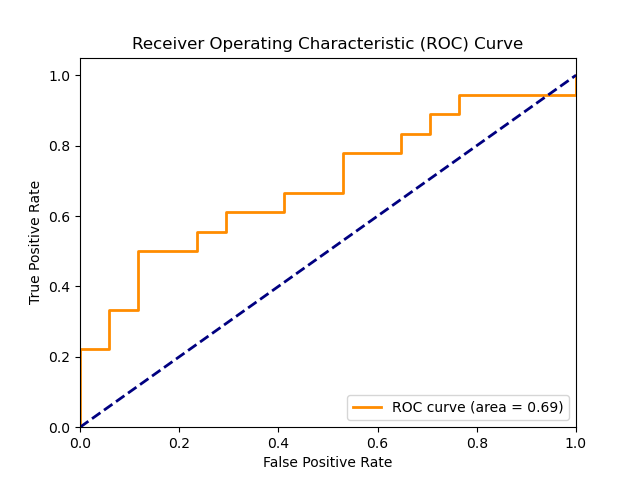 Receiver Operating Characteristic (ROC) Curve
1.0
0.8
0.6
0.4
0.2
0.0
True Positive Rate
ROC curve (area = 0.69)
0.0 0.2 0.4 0.6 0.8 1.0
False Positive Rate